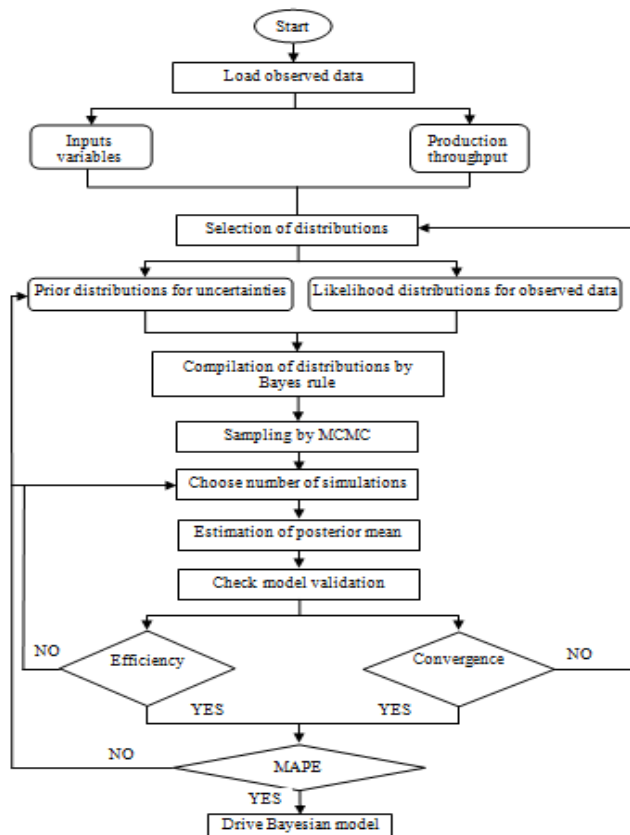 Start
Load observed data
Inputs
variables
Production
throughput
Selection of distributions
Prior distributions for uncertainties
Likelihood distributions for observed data
Compilation of distributions by
Bayes rule
Sampling by MCMC
Choose number of simulations
Estimation of posterior mean
Check model validation
NO
Efficiency
Convergence
NO
YES
YES
NO
MAPE
YES
Drive Bayesian model